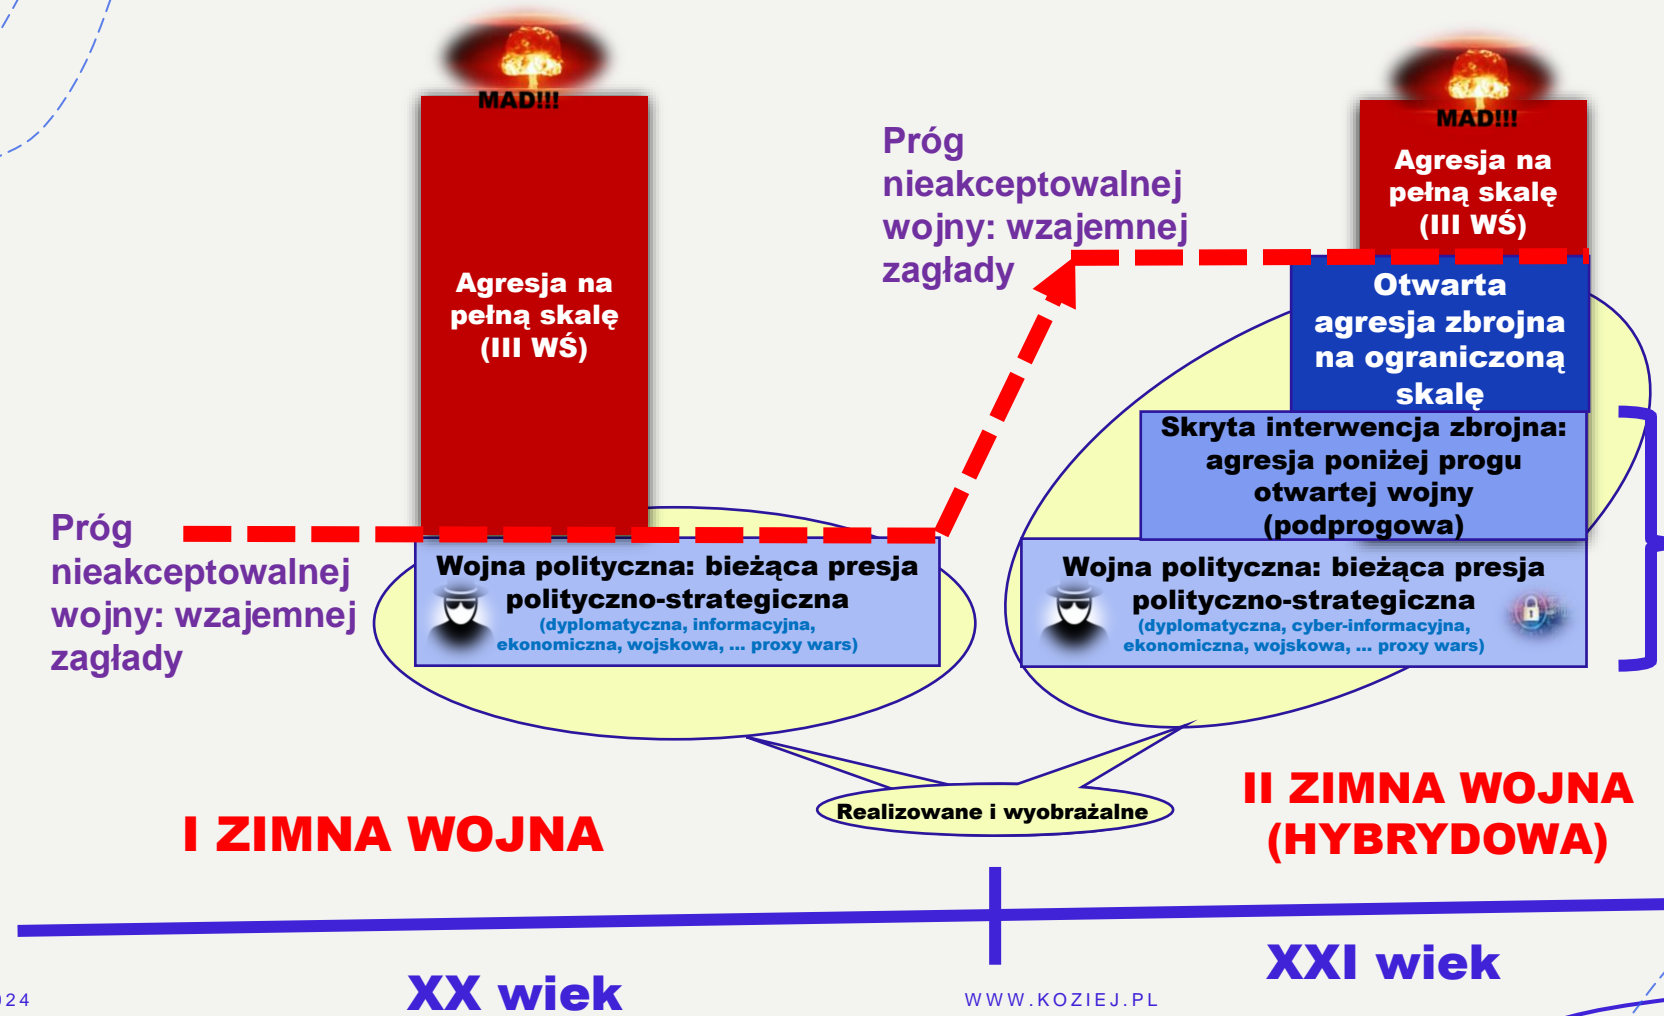 MAD!!!
Agresja na
pełną skalę
(III WŚ)
Próg
nieakceptowalnej
wojny: wzajemnej
zagłady
Wojna polityczna: bieżąca presja
polityczno-strategiczna
(dyplomatyczna, informacyjna,
ekonomiczna, wojskowa, ... proxy wars)
Próg
nieakceptowalnej
wojny: wzajemnej
zagłady
MAD!!!
Agresja na
pełną skalę
(III WŚ)
Otwarta
agresja zbrojna
na ograniczoną
skalę
Skryta interwencja zbrojna:
agresja poniżej progu
otwartej wojny
(podprogowa)
Wojna polityczna: bieżąca presja
polityczno-strategiczna
(dyplomatyczna, cyber-informacyjna,
ekonomiczna, wojskowa, ... proxy wars)
Realizowane i wyobrażalne
I ZIMNA WOJNA
II ZIMNA WOJNA
(HYBRYDOWA)
XX wiek
XXI wiek
24
WWW.KOZIEJ.PL